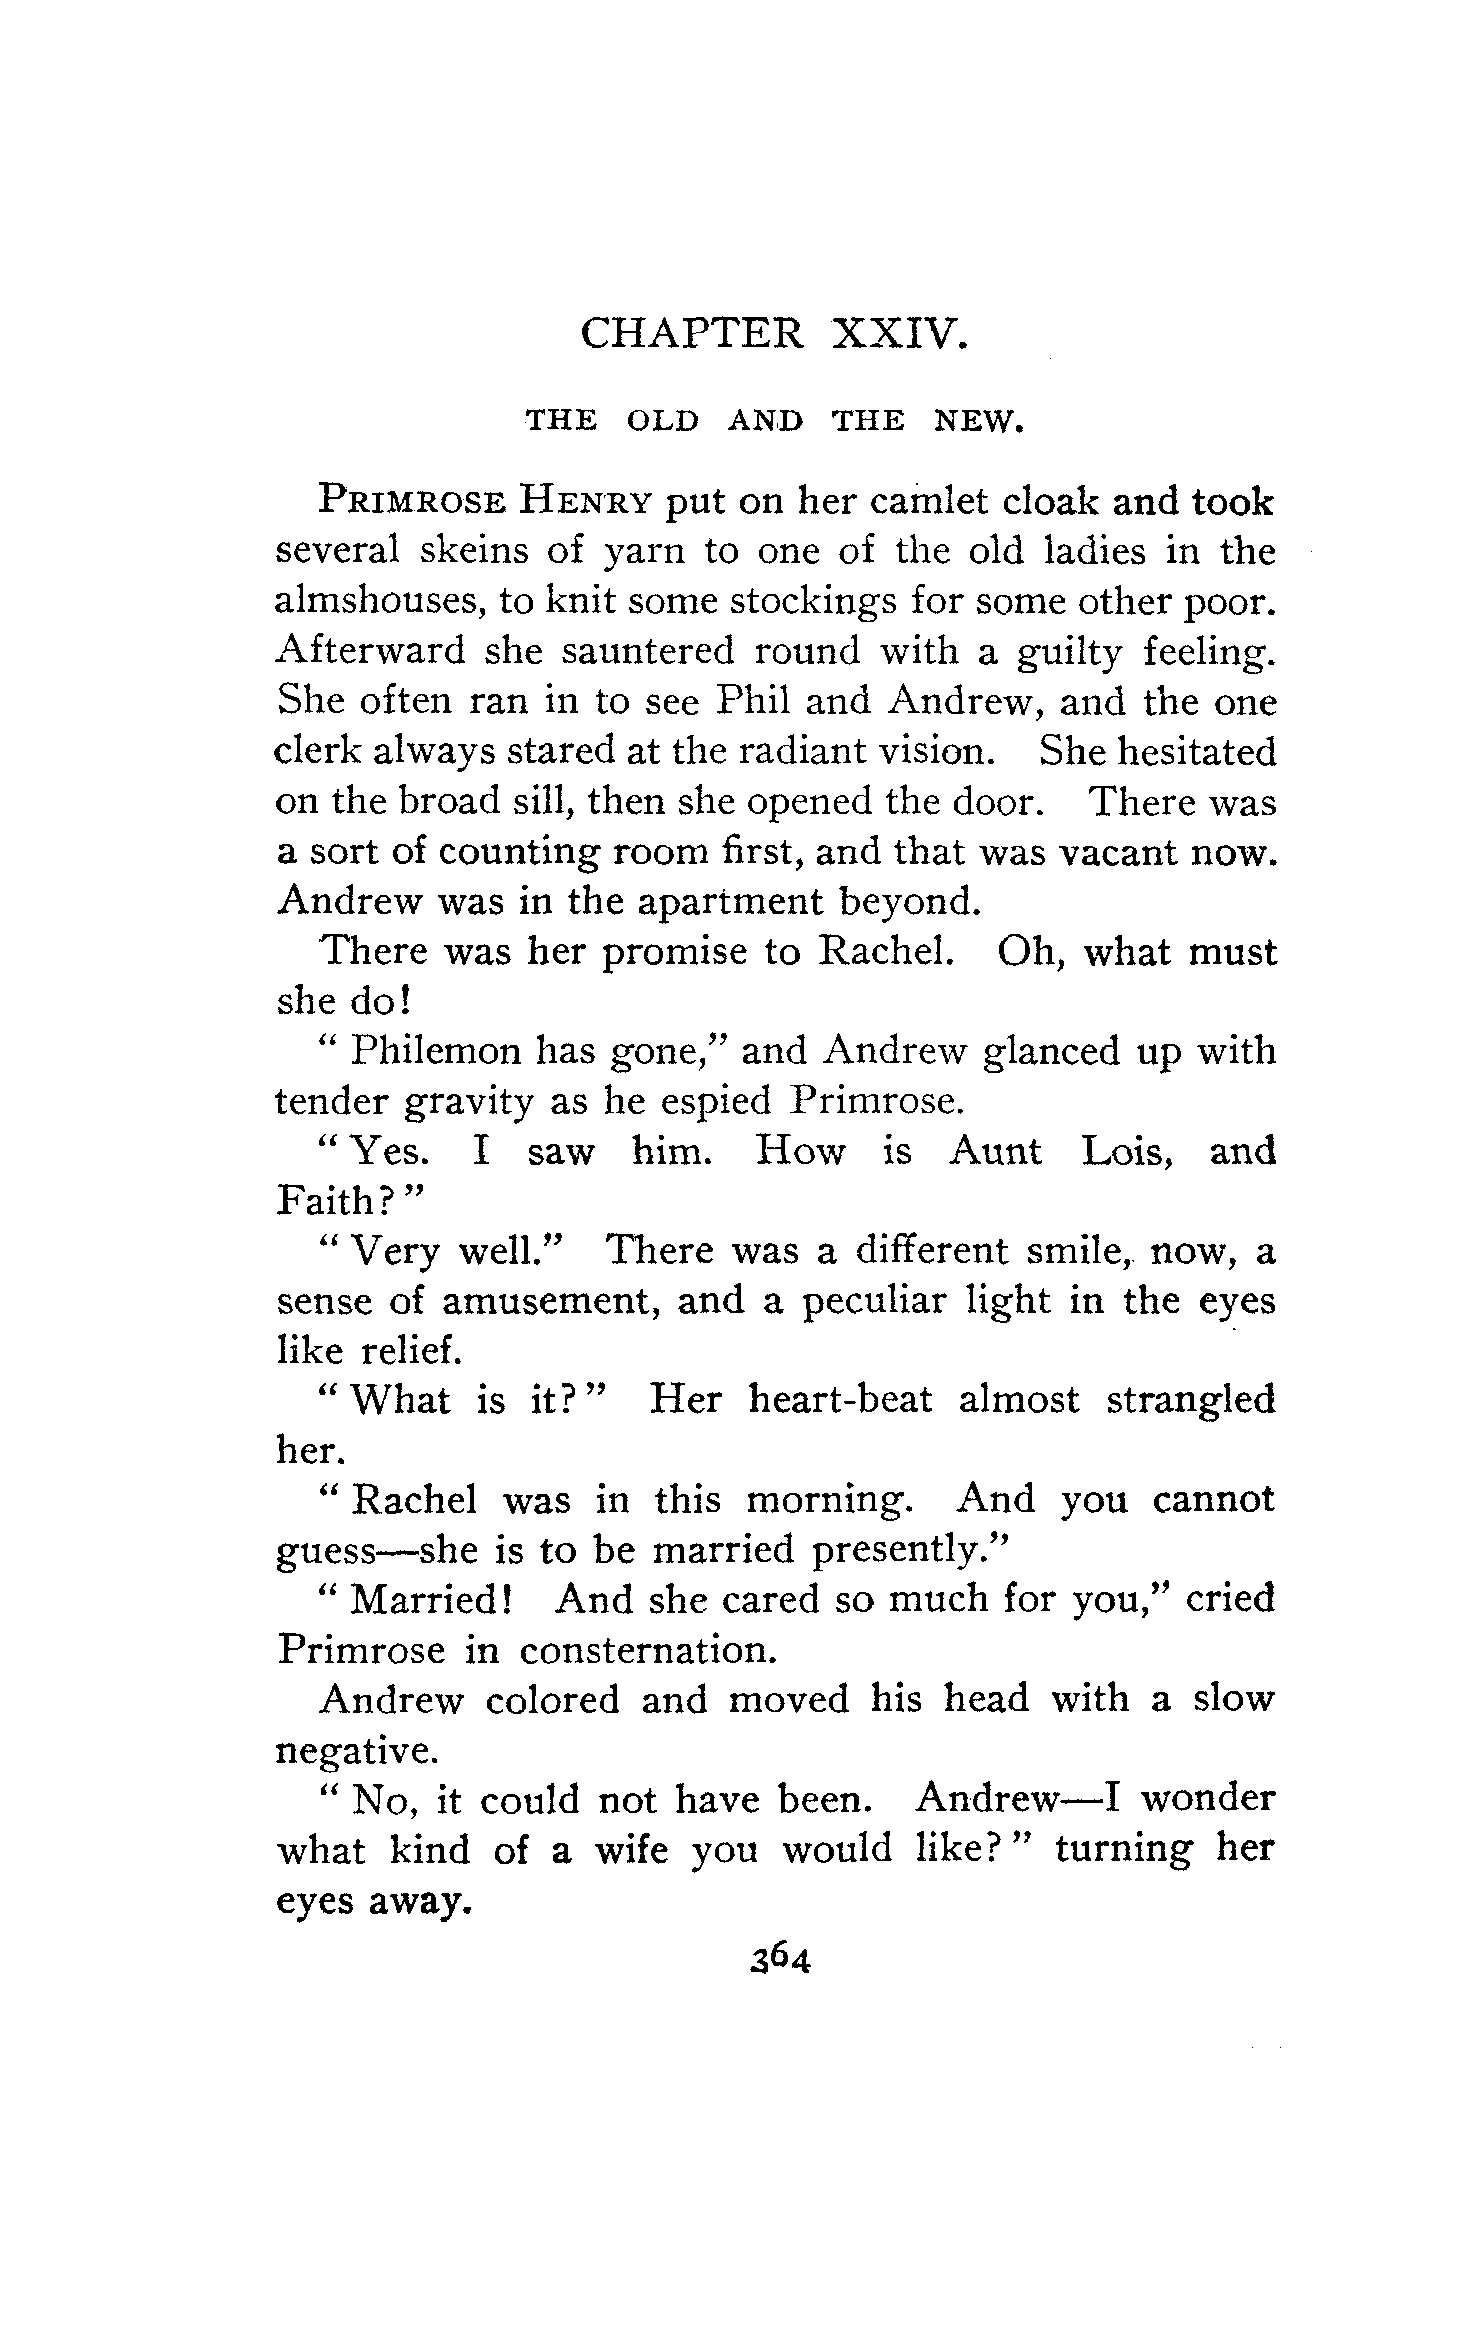 CHAPTER XXIV.
THE OLD AND THE NEW.
PRIMROSE HENRY put on her camlet cloak and took
several skeins of yarn to one of the old ladies in the
almshouses, to knit some stockings for some other poor.
Afterward she sauntered round with a guilty feeling.
She often ran in to see Phil and Andrew, and the one
clerk always stared at the radiant vision. She hesitated
on the broad sill, then she opened the door. There was
a sort of counting room first, and that was vacant now.
Andrew was in the apartment beyond.
There was her promise to Rachel. Oh, what must
she do!
" Philemon has gone," and Andrew glanced up with
tender gravity as he espied Primrose.
" Yes. I saw him. How is Aunt Lois, and
Faith? "
" Very well." There was a different smile, now, a
sense of amusement, and a peculiar light in the eyes
like relief.
" What is it? " Her heart-beat almost strangled
her.
" Rachel was in this morning. And you cannot
guess—she is to be married presently."
" Married! And she cared so much for you," cried
Primrose in consternation.
Andrew colored and moved his head with a slow
negative.
" No, it could not have been. Andrew—I wonder
what kind of a wife you would like? " turning her
eyes away.
364